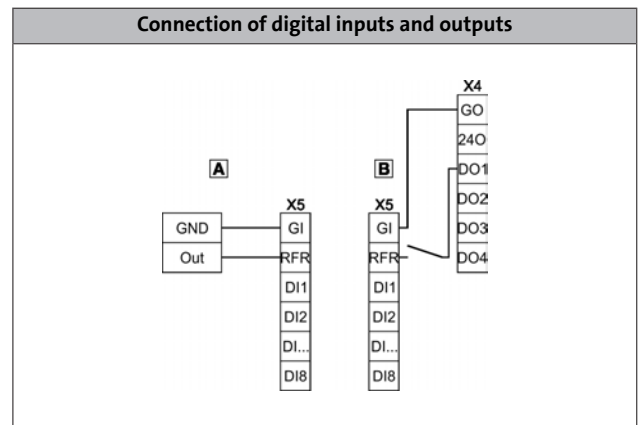 Connection of digital inputs and outputs
X4
GO
24O
DO1
DO2
DO3
DO4
A
X5
GND
Out
GI
RFR
DI1
DI2
DI...
DI8
B
X5
GI
RFR
DI1
DI2
DI...
DI8